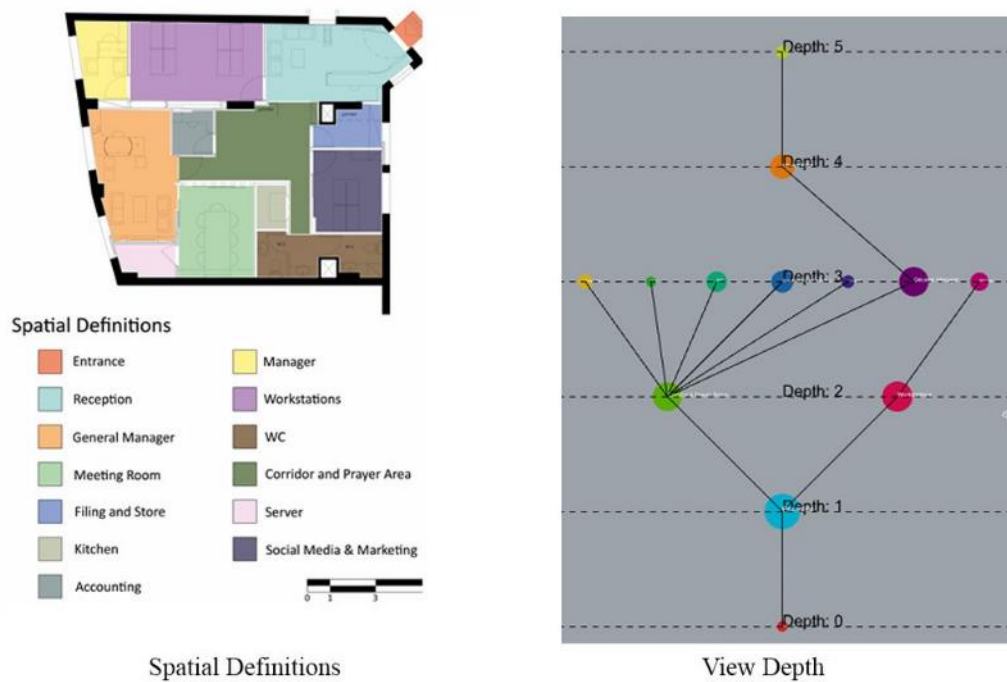 Spatial Definitions
Entrance
Reception
General Manager
Meeting Room
Filing and Store
Kitchen
Accounting
Manager
Workstations
WC
Corridor and Prayer Area
Server
Social Media & Marketing
0 1 3
Spatial Definitions
Depth: 5
Depth: 4
Depth: 3
Depth: 2
Depth: 1
Depth: 0
View Depth